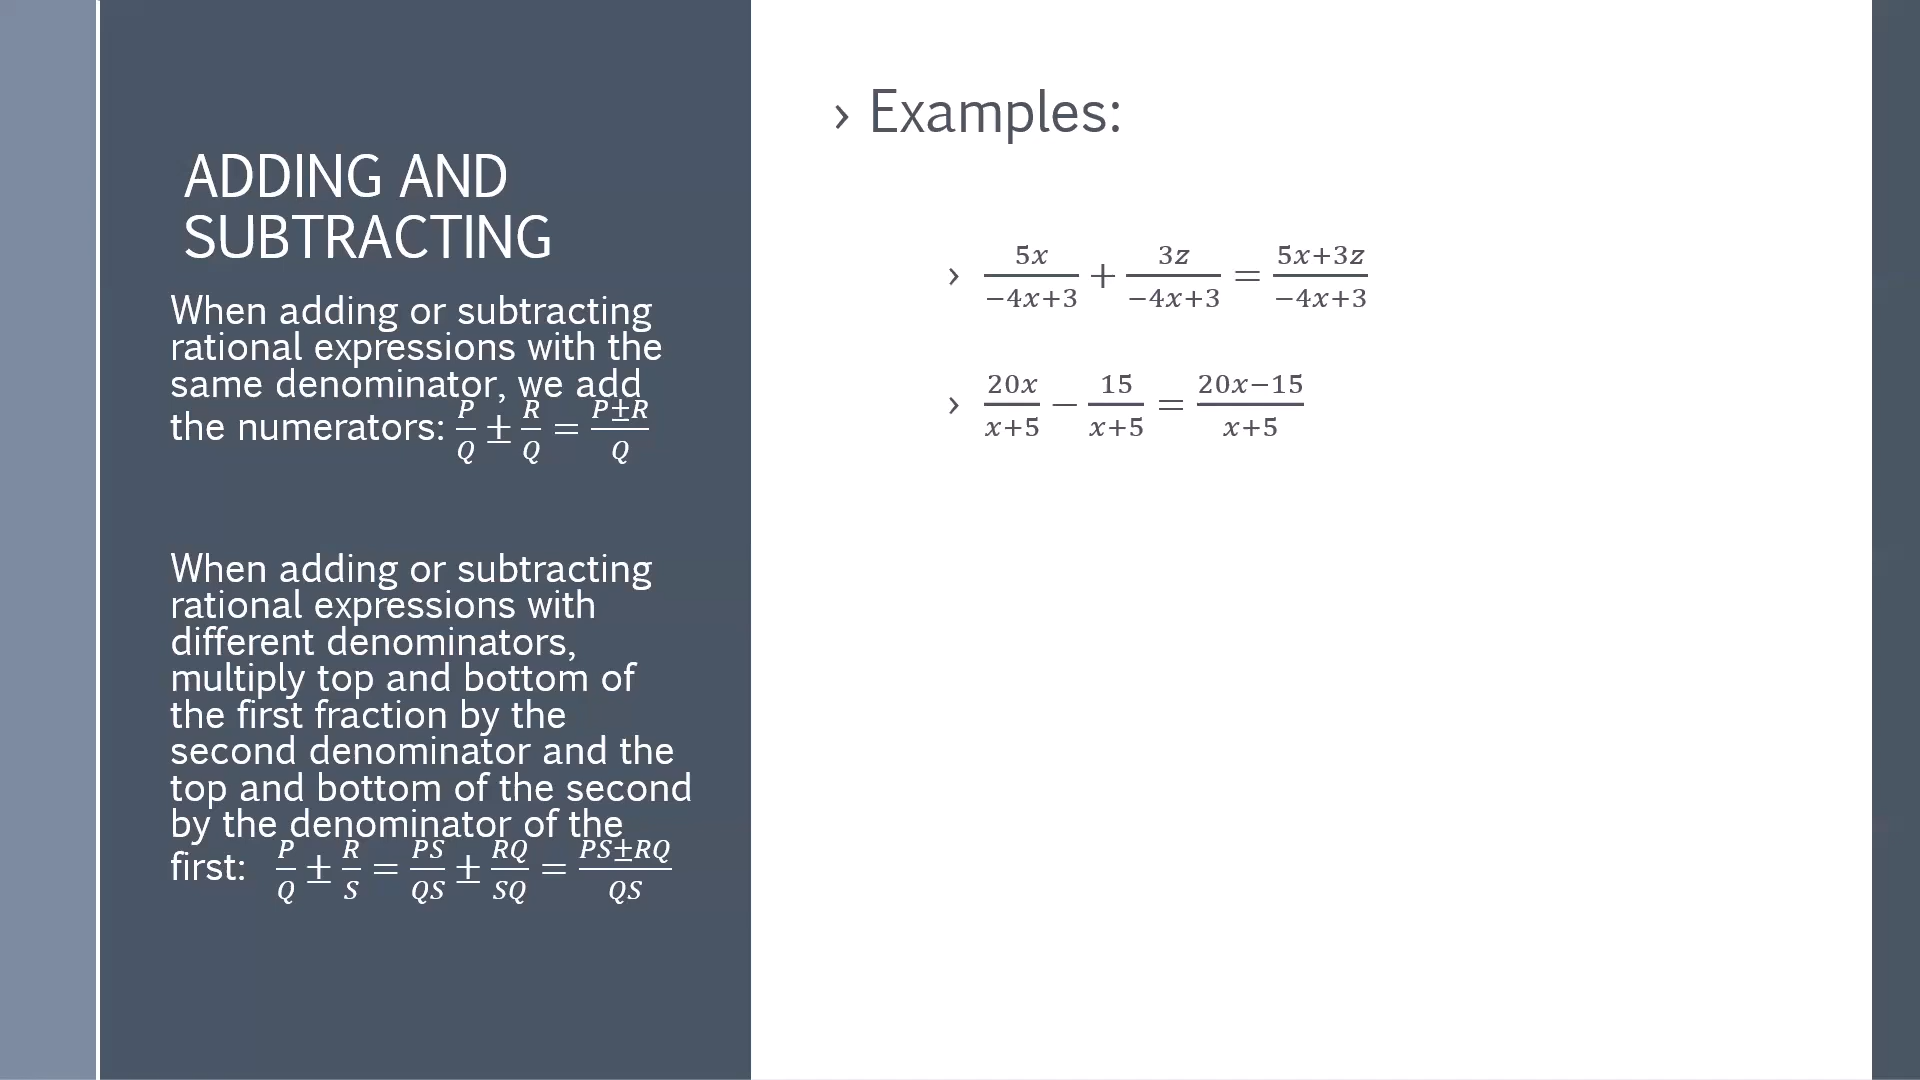 ADDING AND
SUBTRACTING
When adding or subtracting
rational expressions with the
same denominator, we add
the numerators: P/Q ± R/Q = P±R/Q
When adding or subtracting
rational expressions with
different denominators,
multiply top and bottom of
the first fraction by the
second denominator and the
top and bottom of the second
by the denominator of the
first: P/Q ± R/S = PS/QS ± RQ/SQ = PS±RQ/QS
› Examples:
› 5x/−4x+3 + 3z/−4x+3 = 5x+3z/−4x+3
› 20x/x+5 − 15/x+5 = 20x−15/x+5